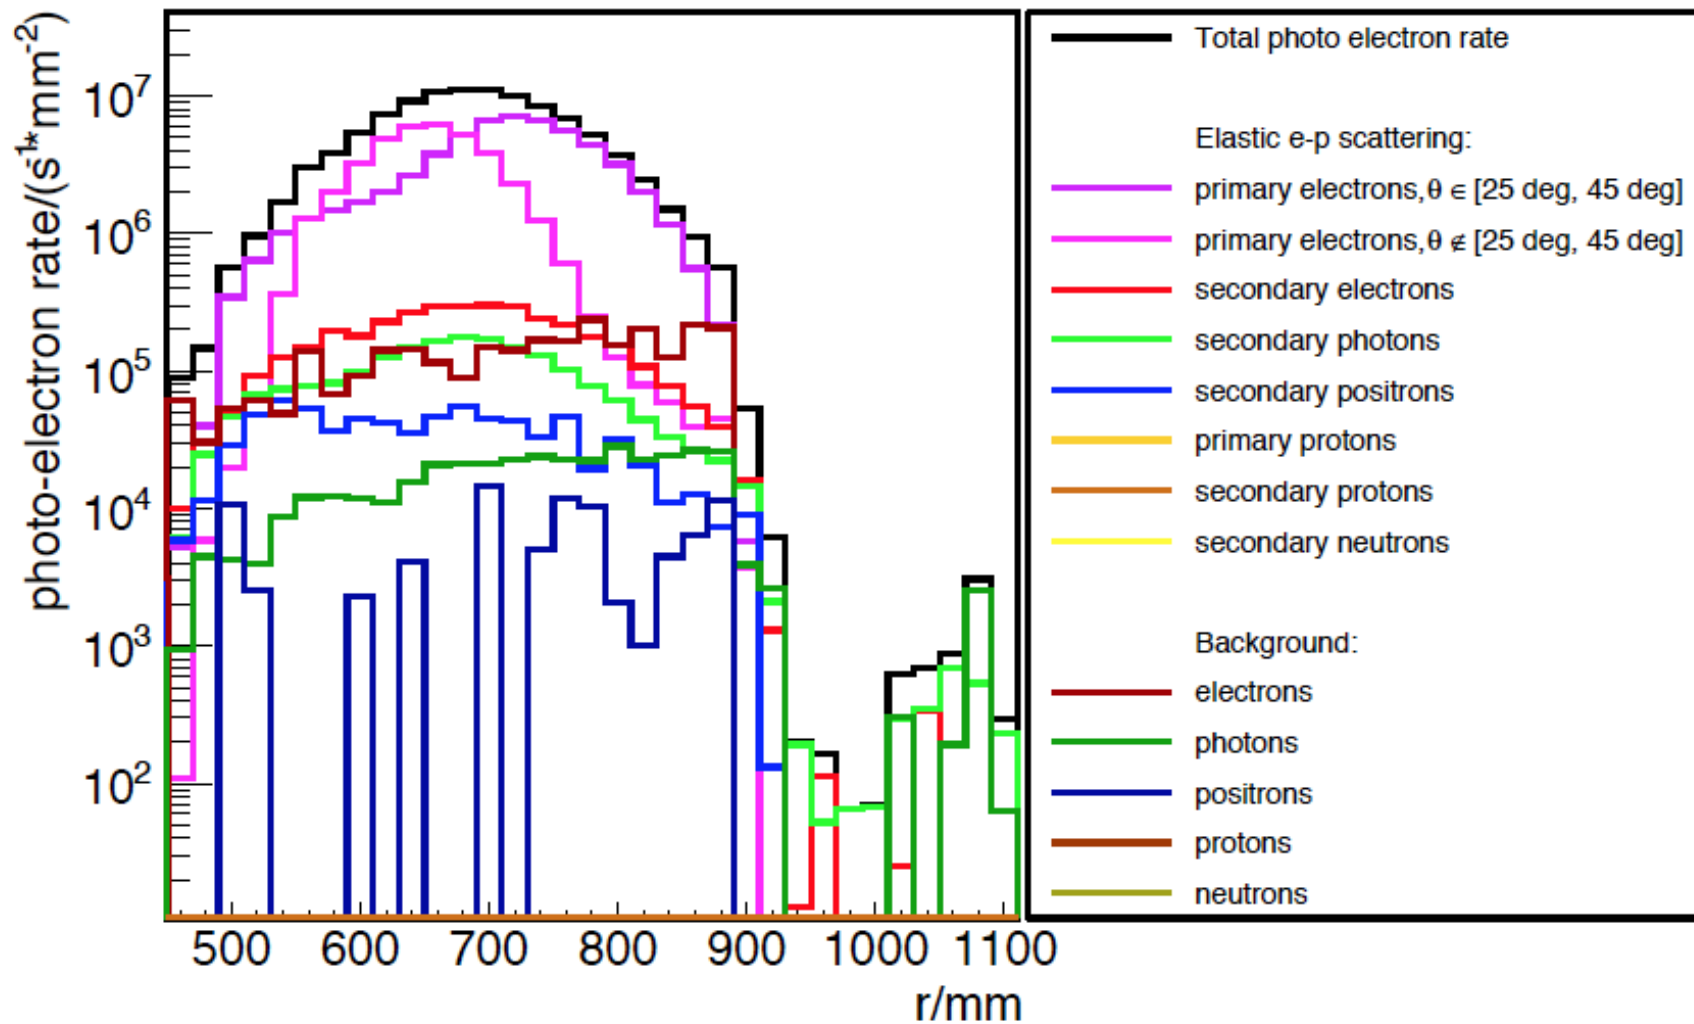 photo-electron rate/(s⁻¹*mm⁻²)
10⁷
10⁶
10⁵
10⁴
10³
10²
500 600 700 800 900 1000 1100
r/mm
Total photo electron rate
Elastic e-p scattering:
primary electrons,θ ∈ [25 deg, 45 deg]
primary electrons,θ ∉ [25 deg, 45 deg]
secondary electrons
secondary photons
secondary positrons
primary protons
secondary protons
secondary neutrons
Background:
electrons
photons
positrons
protons
neutrons